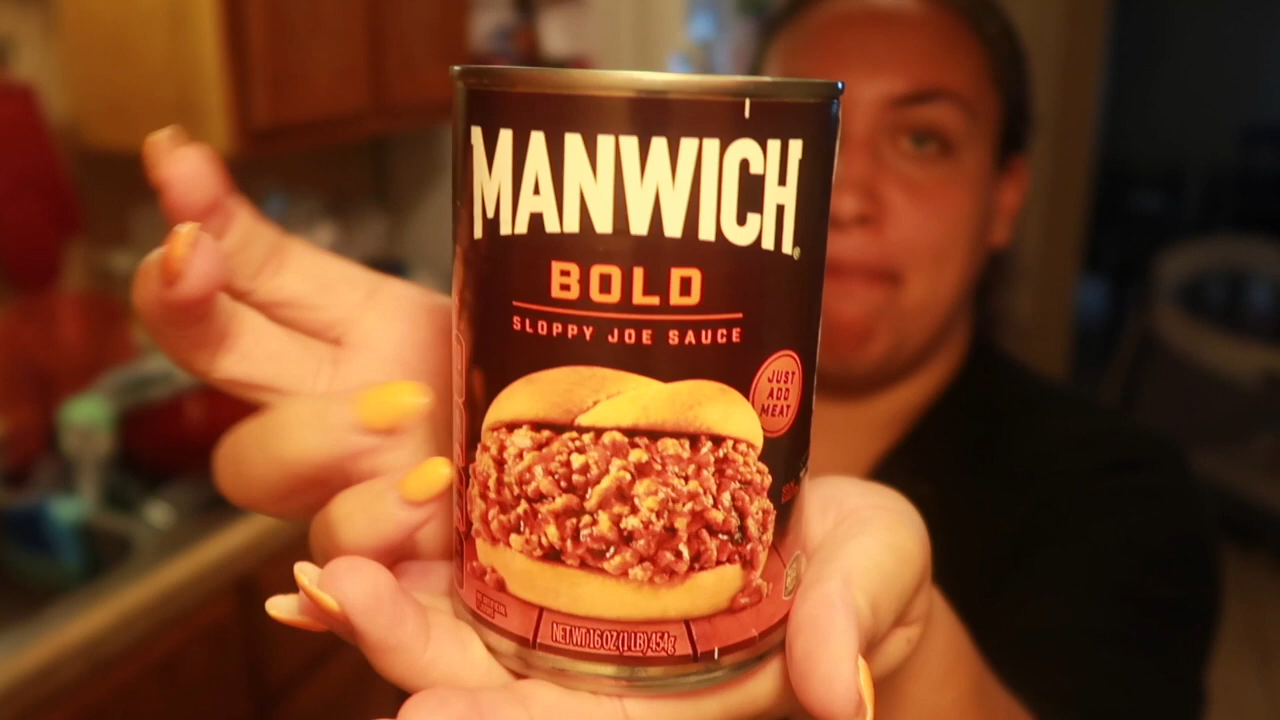 MANWICH®
BOLD
SLOPPY JOE SAUCE
JUST
ADD
MEAT
NET WT 16 OZ (1 LB) 454g